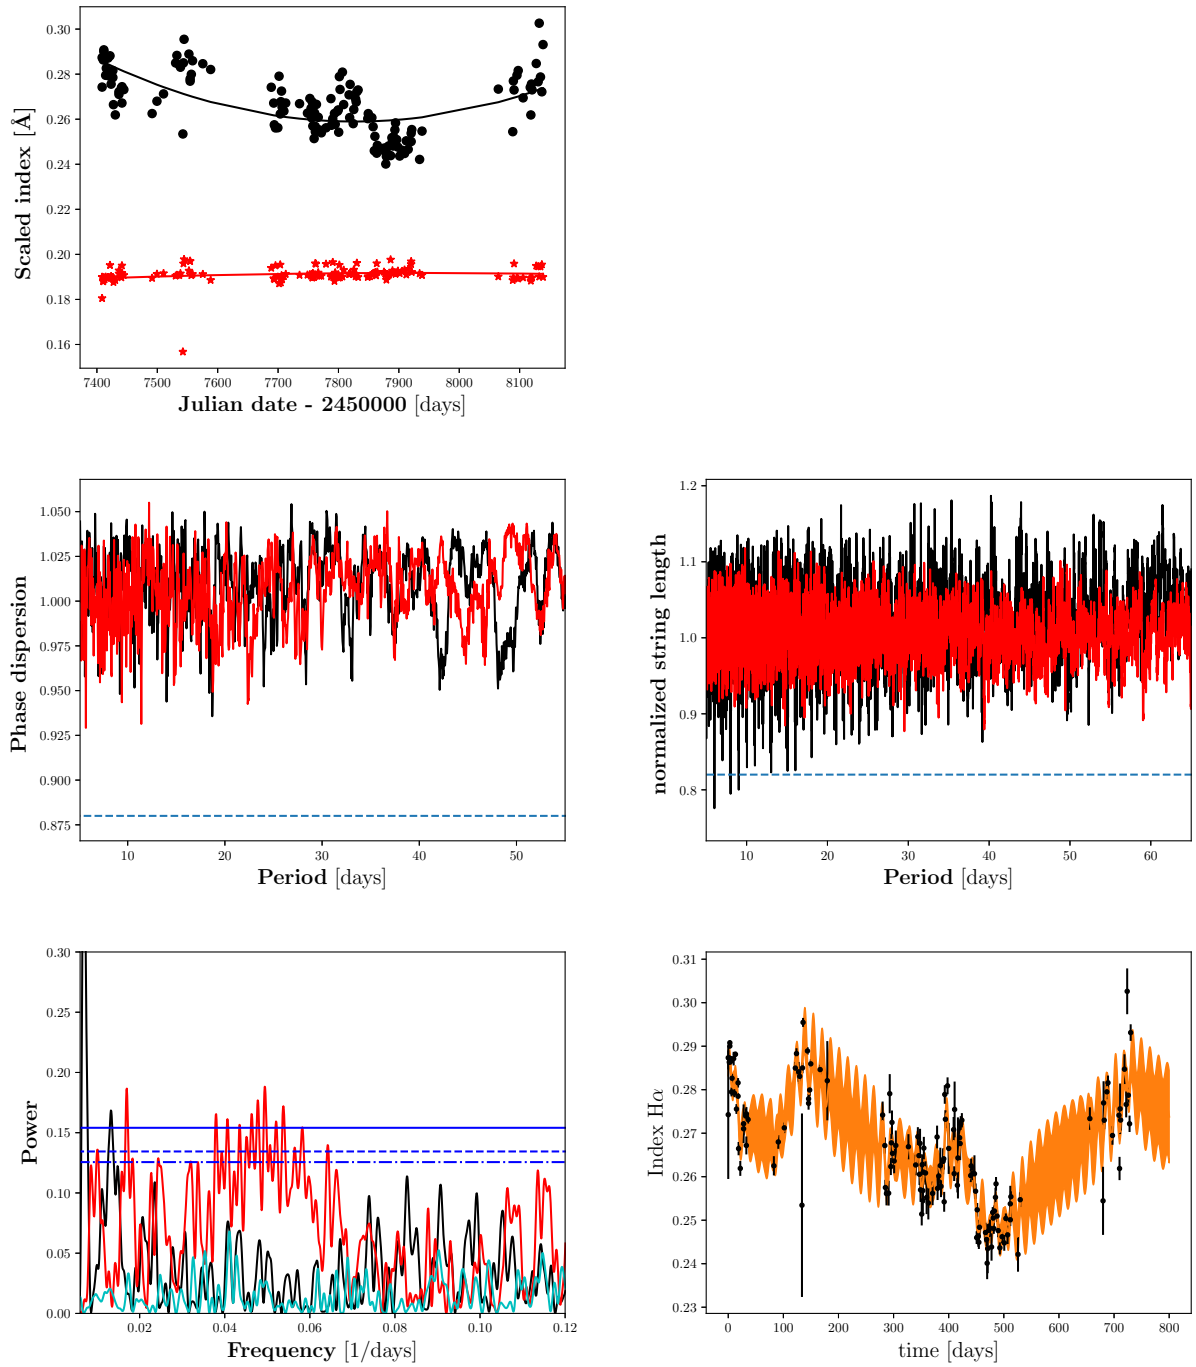 0.30
0.28
0.26
0.24
0.22
0.20
0.18
0.16
Scaled index [Å]
7400 7500 7600 7700 7800 7900 8000 8100
Julian date - 2450000 [days]
1.050
1.025
1.000
0.975
0.950
0.925
0.900
0.875
Phase dispersion
10 20 30 40 50
Period [days]
1.2
1.1
1.0
0.9
0.8
normalized string length
10 20 30 40 50 60
Period [days]
0.30
0.25
0.20
0.15
0.10
0.05
0.00
Power
0.02 0.04 0.06 0.08 0.10 0.12
Frequency [1/days]
0.31
0.30
0.29
0.28
0.27
0.26
0.25
0.24
0.23
Index Hα
0 100 200 300 400 500 600 700 800
time [days]